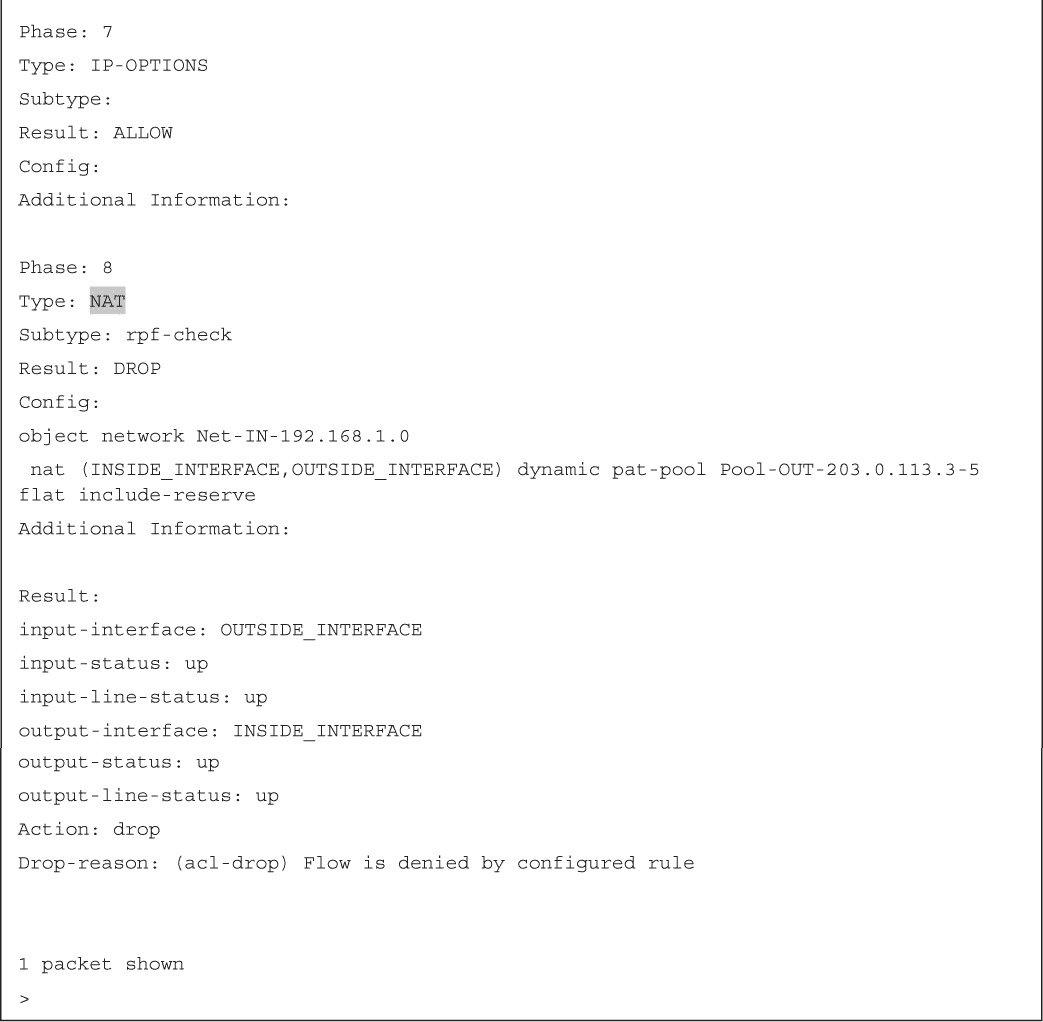 Phase: 7
Type: IP-OPTIONS
Subtype:
Result: ALLOW
Config:
Additional Information:
Phase: 8
Type: NAT
Subtype: rpf-check
Result: DROP
Config:
object network Net-IN-192.168.1.0
nat (INSIDE_INTERFACE,OUTSIDE_INTERFACE) dynamic pat-pool Pool-OUT-203.0.113.3-5
flat include-reserve
Additional Information:
Result:
input-interface: OUTSIDE_INTERFACE
input-status: up
input-line-status: up
output-interface: INSIDE_INTERFACE
output-status: up
output-line-status: up
Action: drop
Drop-reason: (acl-drop) Flow is denied by configured rule
1 packet shown
>